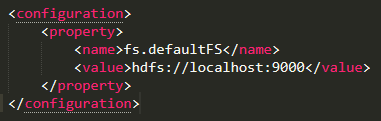 <configuration>
    <property>
        <name>fs.defaultFS</name>
        <value>hdfs://localhost:9000</value>
    </property>
</configuration>